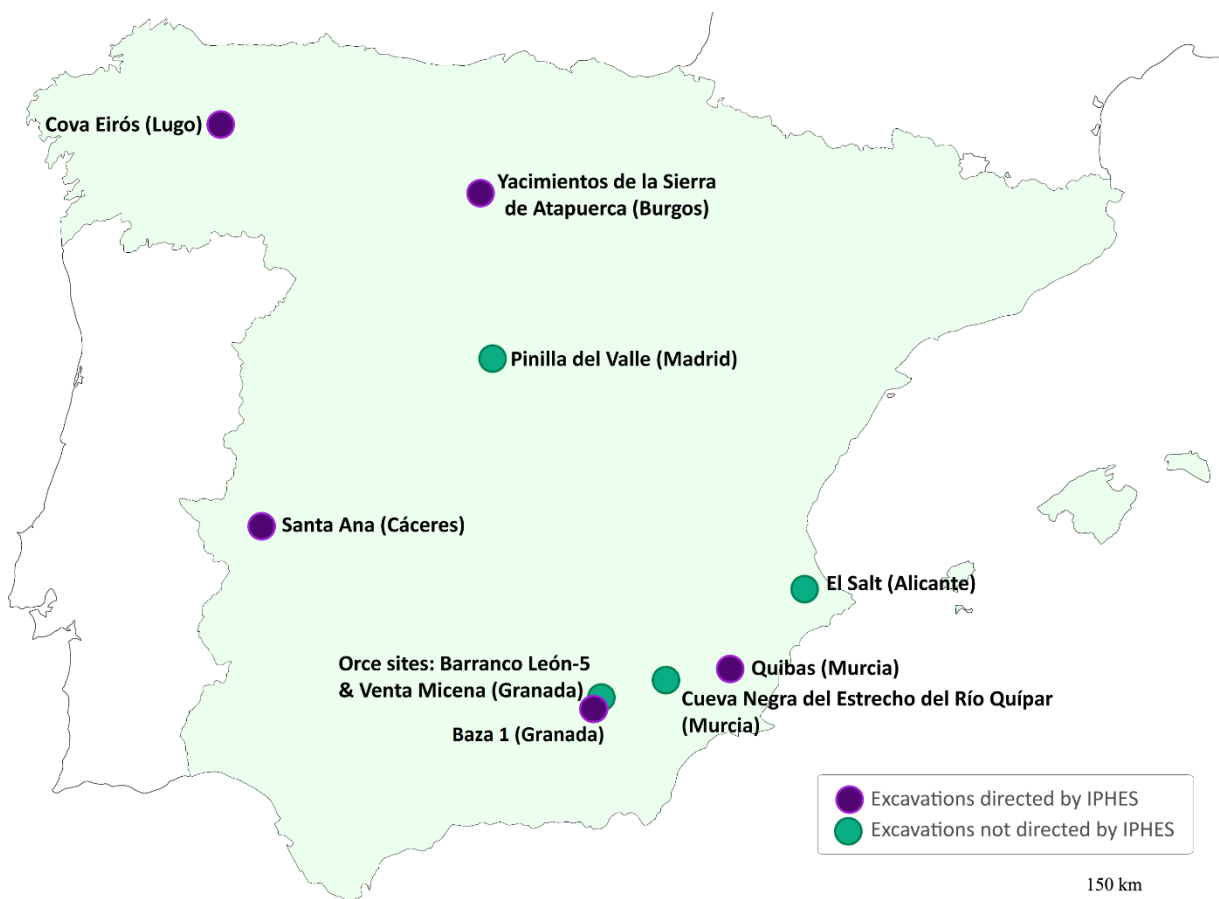 Cova Eirós (Lugo)
Yacimientos de la Sierra
de Atapuerca (Burgos)
Pinilla del Valle (Madrid)
Santa Ana (Cáceres)
El Salt (Alicante)
Orce sites: Barranco León-5
& Venta Micena (Granada)
Quibas (Murcia)
Cueva Negra del Estrecho del Río Quípar
(Murcia)
Baza 1 (Granada)
Excavations directed by IPHES
Excavations not directed by IPHES
150 km